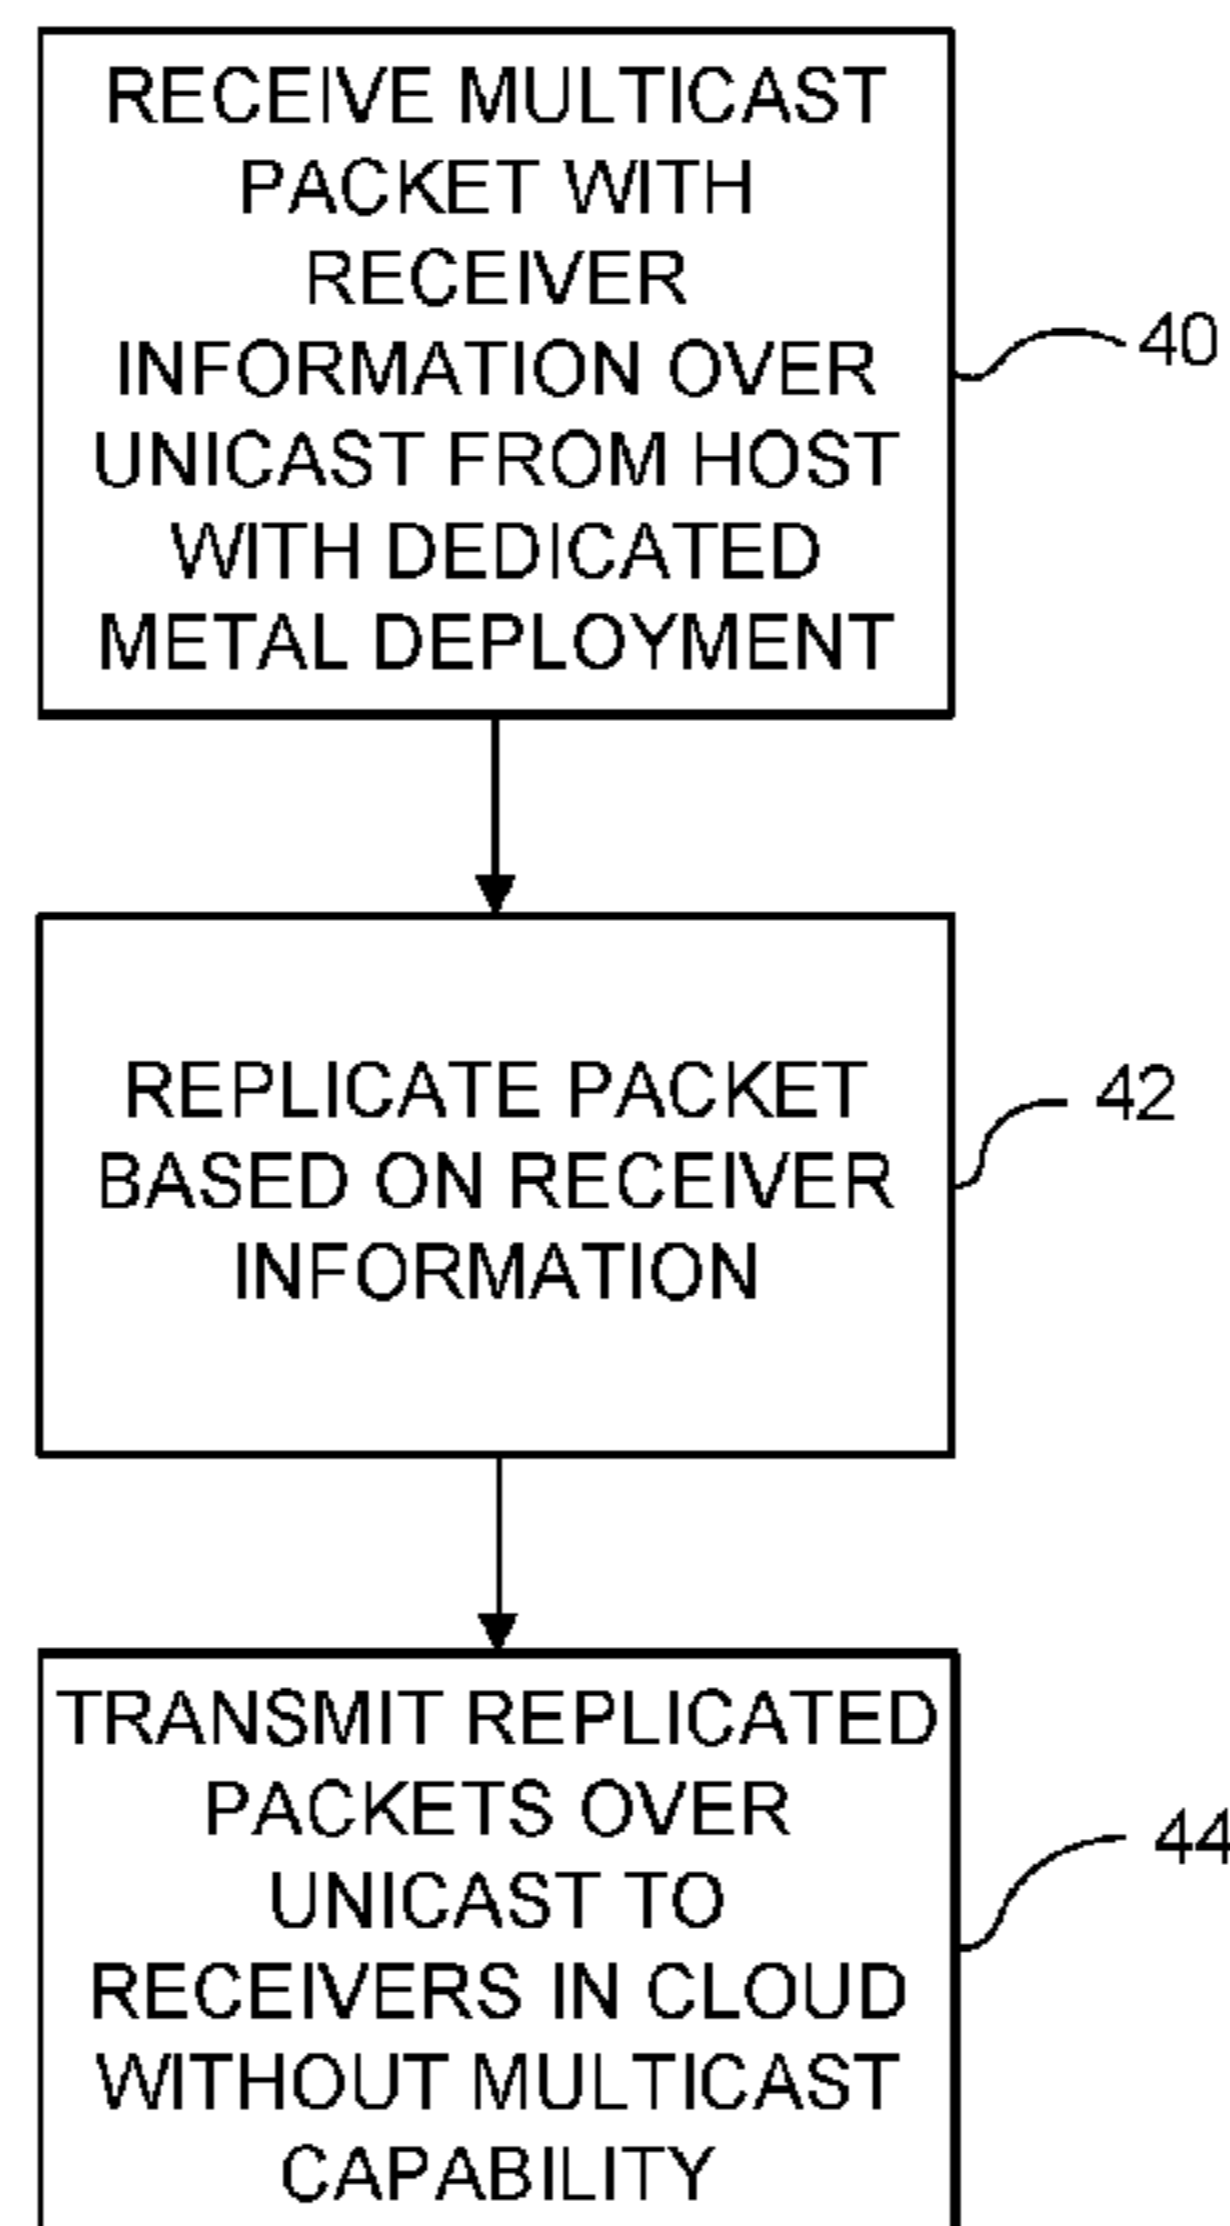 RECEIVE MULTICAST
PACKET WITH
RECEIVER
INFORMATION OVER
UNICAST FROM HOST
WITH DEDICATED
METAL DEPLOYMENT
40
REPLICATE PACKET
BASED ON RECEIVER
INFORMATION
42
TRANSMIT REPLICATED
PACKETS OVER
UNICAST TO
RECEIVERS IN CLOUD
WITHOUT MULTICAST
CAPABILITY
44